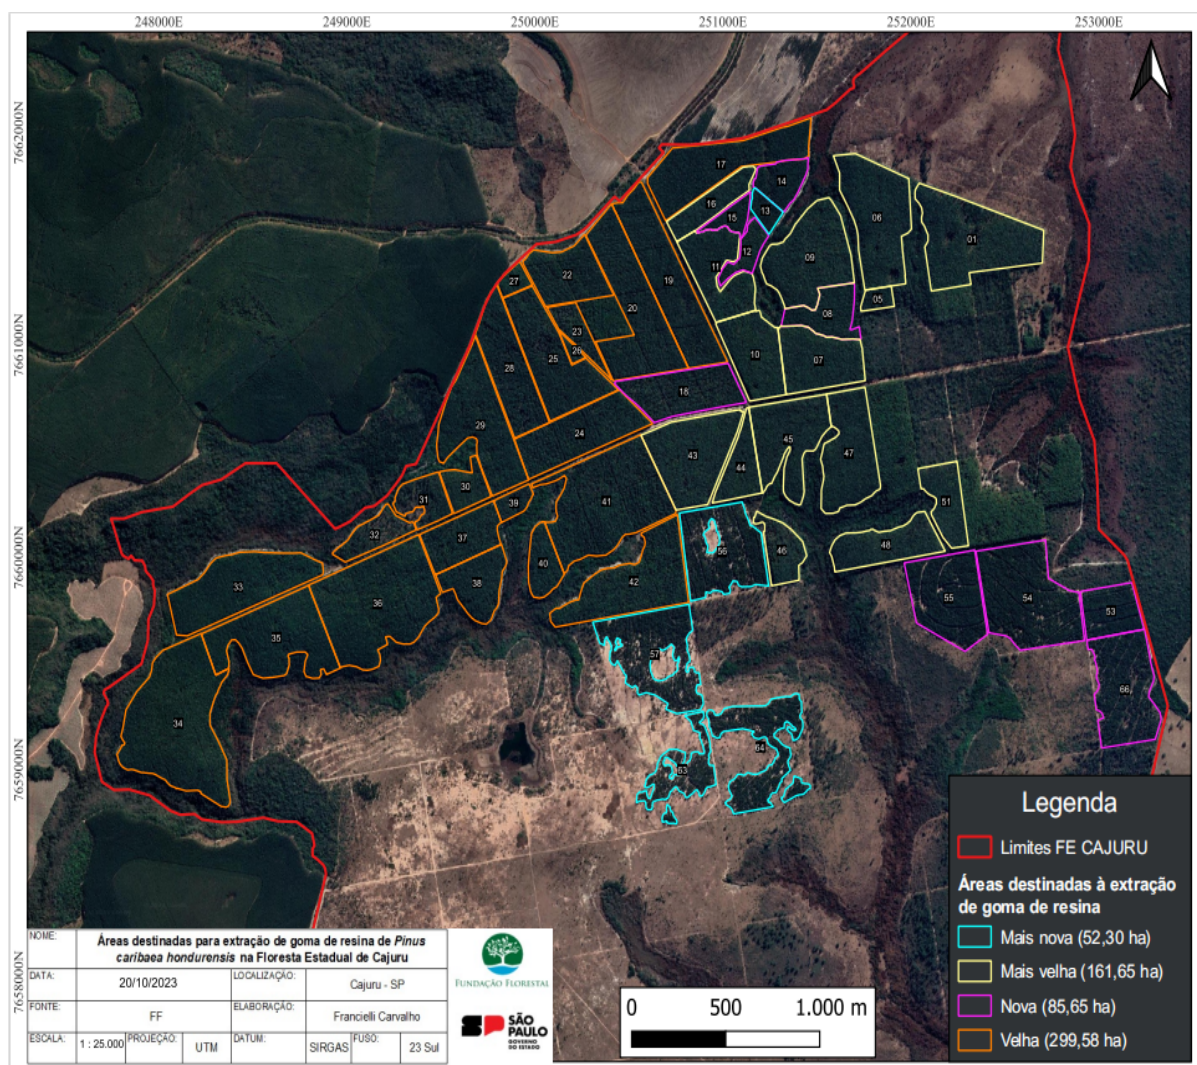 248000E 249000E 250000E 251000E 252000E 253000E
7662000N
7661000N
7660000N
7659000N
7658000N
17
14
16
13
15
06
01
12
11
09
22
27
19
05
20
08
23
26
25
10
07
28
18
29
24
45
43
44
47
30
31
39
41
51
32
37
56
46
48
33
38
40
42
36
55
54
53
35
57
66
34
64
63
Legenda
Limites FE CAJURU
Áreas destinadas à extração
de goma de resina
Mais nova (52,30 ha)
Mais velha (161,65 ha)
Nova (85,65 ha)
Velha (299,58 ha)
NOME:
Áreas destinadas para extração de goma de resina de Pinus
caribaea hondurensis na Floresta Estadual de Cajuru
DATA: 20/10/2023 LOCALIZAÇÃO: Cajuru - SP
FONTE: FF ELABORAÇÃO: Francielli Carvalho
ESCALA: 1 : 25.000 PROJEÇÃO: UTM DATUM: SIRGAS FUSO: 23 Sul
FUNDAÇÃO FLORESTAL
SP
SÃO
PAULO
GOVERNO
DO ESTADO
0 500 1.000 m